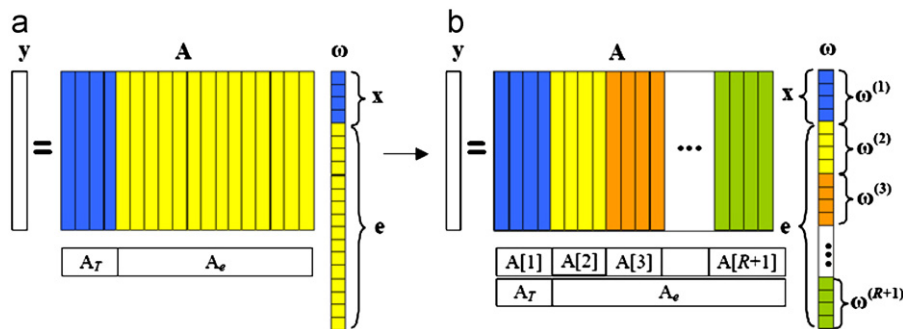 a
y
=
A
ω
x
e
A_T
A_e
b
y
=
A
...
ω
x
e
ω^(1)
ω^(2)
ω^(3)
...
ω^(R+1)
A[1] A[2] A[3] A[R+1]
A_T A_e